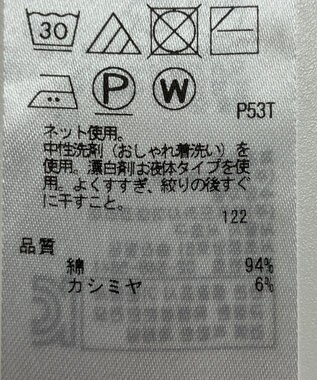 30
P W
P53T
ネット使用。
中性洗剤（おしゃれ着洗い）を
使用。漂白剤は液体タイプを使
用。よくすすぎ、絞りの後すぐ
に干すこと。
122
品質
綿 94%
カシミヤ 6%